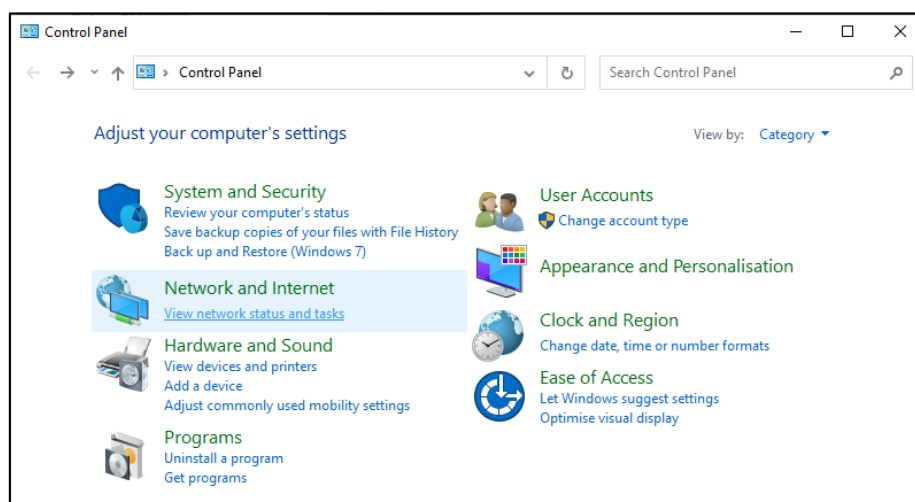 Control Panel
Control Panel
Search Control Panel
Adjust your computer's settings
View by: Category
System and Security
Review your computer's status
Save backup copies of your files with File History
Back up and Restore (Windows 7)
Network and Internet
View network status and tasks
Hardware and Sound
View devices and printers
Add a device
Adjust commonly used mobility settings
Programs
Uninstall a program
Get programs
User Accounts
Change account type
Appearance and Personalisation
Clock and Region
Change date, time or number formats
Ease of Access
Let Windows suggest settings
Optimise visual display